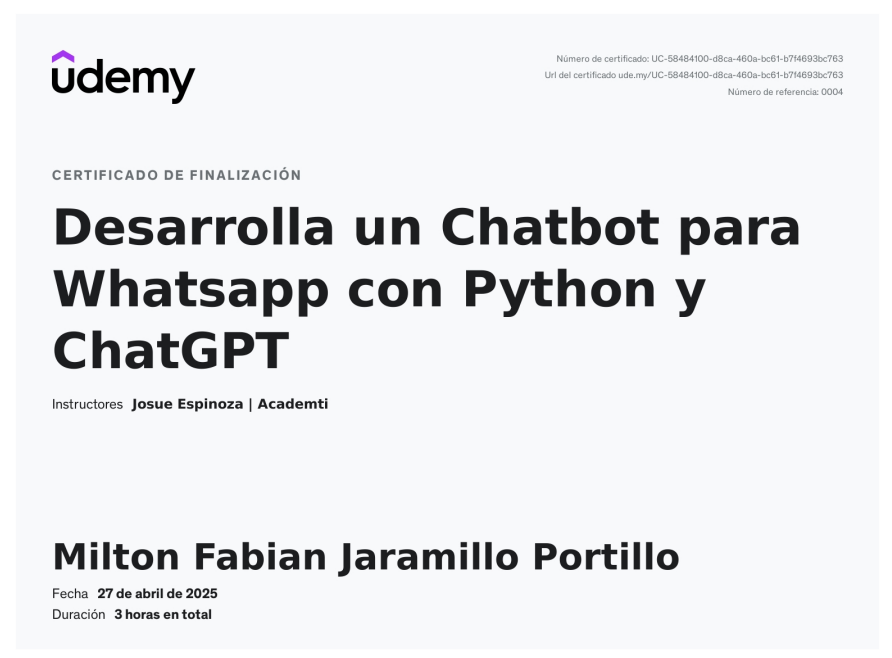 udemy
Número de certificado: UC-58484100-d8ca-460a-bc61-b7f4693bc763
Url del certificado ude.my/UC-58484100-d8ca-460a-bc61-b7f4693bc763
Número de referencia: 0004
CERTIFICADO DE FINALIZACIÓN
Desarrolla un Chatbot para
Whatsapp con Python y
ChatGPT
Instructores Josue Espinoza | Academti
Milton Fabian Jaramillo Portillo
Fecha 27 de abril de 2025
Duración 3 horas en total